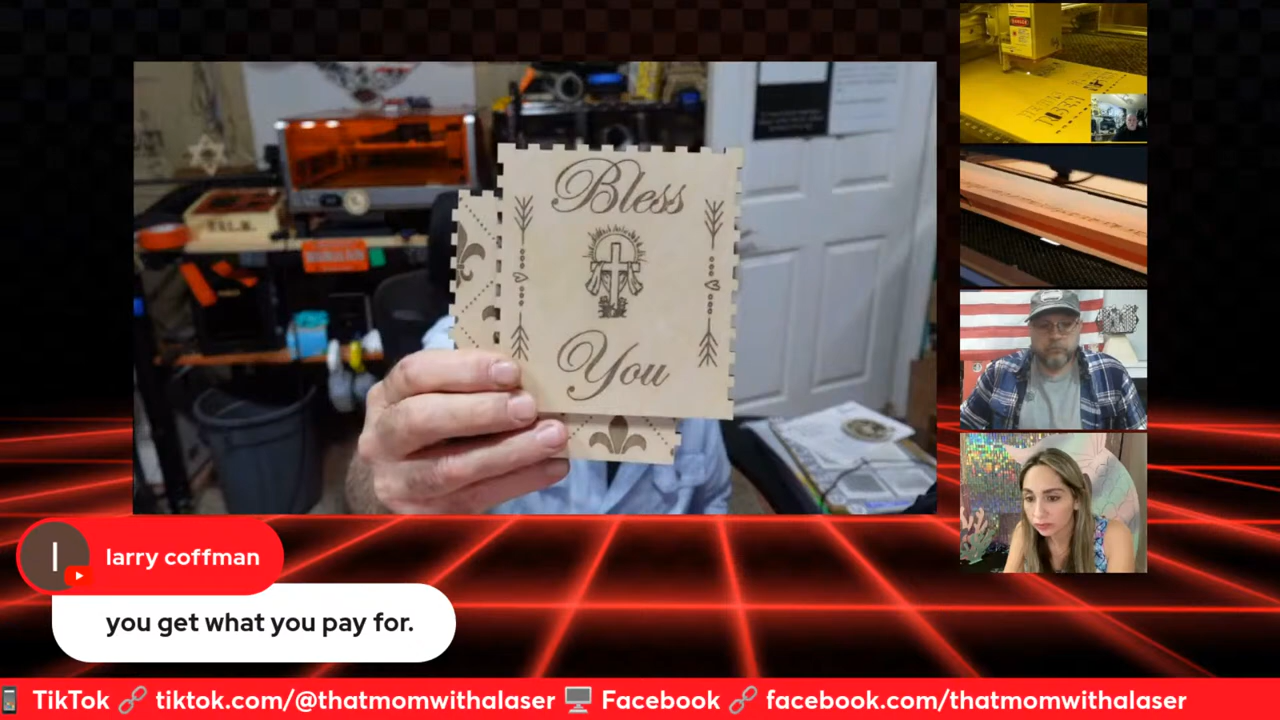 Bless
You
larry coffman
you get what you pay for.
TikTok tiktok.com/@thatmomwithalaser Facebook facebook.com/thatmomwithalaser